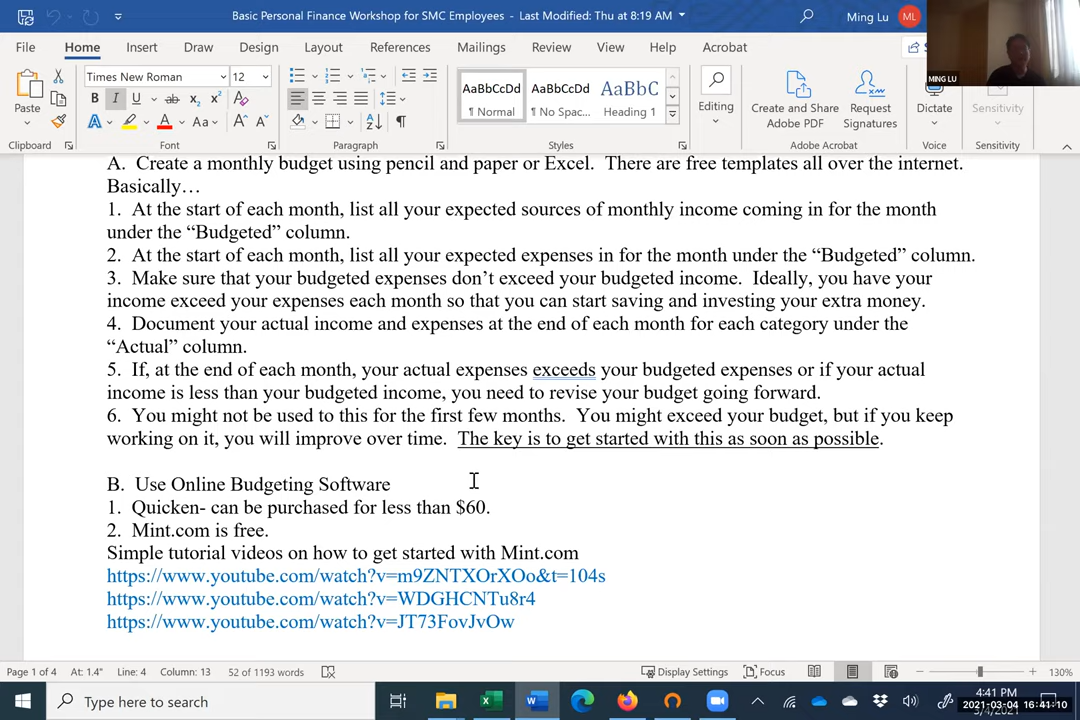 Basic Personal Finance Workshop for SMC Employees - Last Modified: Thu at 8:19 AM
Ming Lu
ML
File Home Insert Draw Design Layout References Mailings Review View Help Acrobat
MING LU
Times New Roman 12
AaBbCcDd AaBbCcDd AaBbC
Paste
B I U ab x₂ x²
¶ Normal ¶ No Spac... Heading 1
Editing
Create and Share Adobe PDF
Request Signatures
Dictate
Sensitivity
Clipboard Font Paragraph Styles Adobe Acrobat Voice Sensitivity
A. Create a monthly budget using pencil and paper or Excel. There are free templates all over the internet.
Basically…
1. At the start of each month, list all your expected sources of monthly income coming in for the month
under the “Budgeted” column.
2. At the start of each month, list all your expected expenses in for the month under the “Budgeted” column.
3. Make sure that your budgeted expenses don’t exceed your budgeted income. Ideally, you have your
income exceed your expenses each month so that you can start saving and investing your extra money.
4. Document your actual income and expenses at the end of each month for each category under the
“Actual” column.
5. If, at the end of each month, your actual expenses exceeds your budgeted expenses or if your actual
income is less than your budgeted income, you need to revise your budget going forward.
6. You might not be used to this for the first few months. You might exceed your budget, but if you keep
working on it, you will improve over time. The key is to get started with this as soon as possible.
B. Use Online Budgeting Software
1. Quicken- can be purchased for less than $60.
2. Mint.com is free.
Simple tutorial videos on how to get started with Mint.com
https://www.youtube.com/watch?v=m9ZNTXOrXOo&t=104s
https://www.youtube.com/watch?v=WDGHCNTu8r4
https://www.youtube.com/watch?v=JT73FovJvOw
Page 1 of 4 At: 1.4" Line: 4 Column: 13 52 of 1193 words Display Settings Focus 130%
Type here to search
4:41 PM
2021-03-04 16:41:10